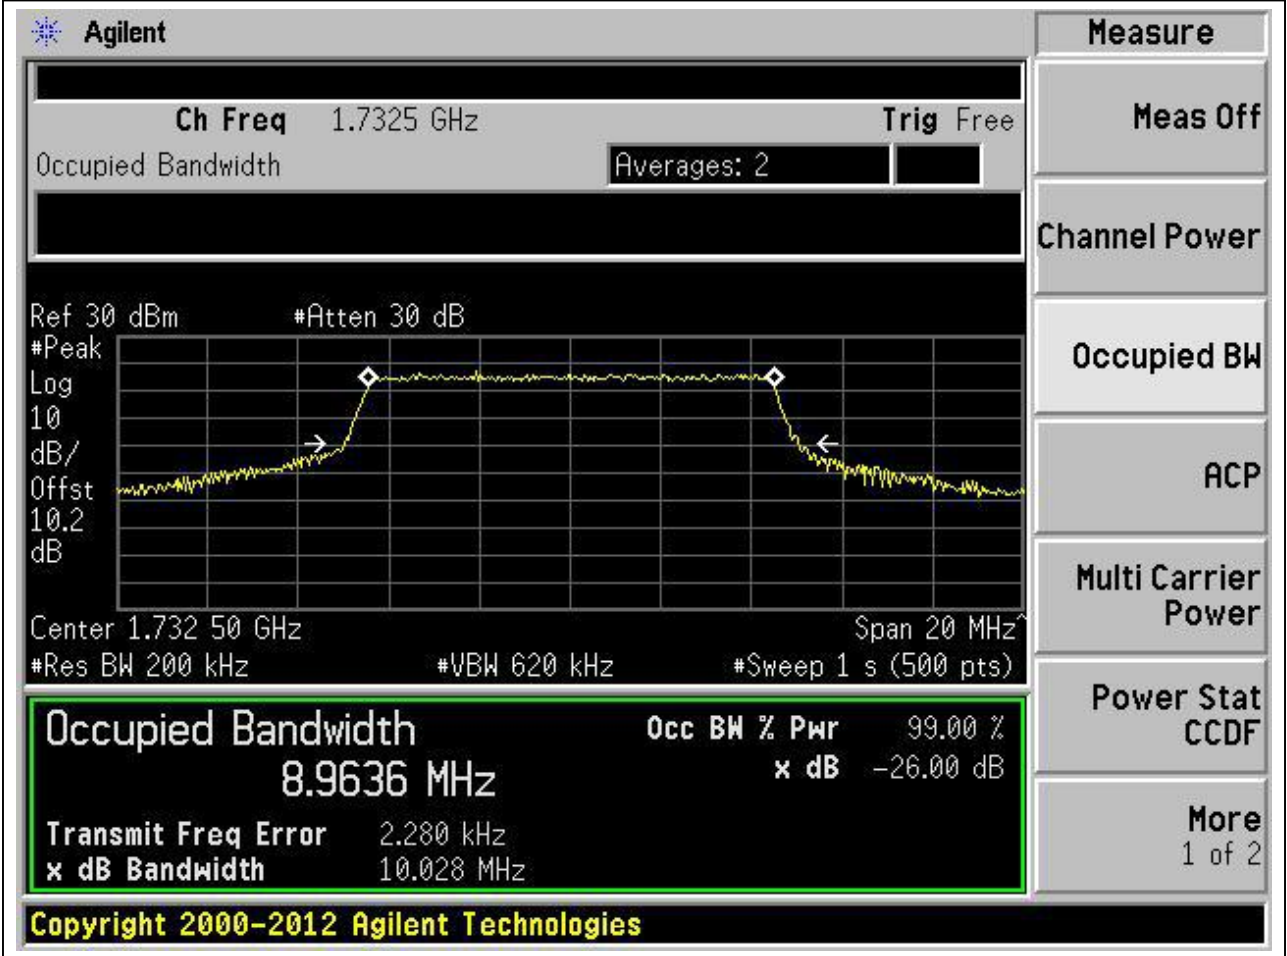 Agilent
Measure
Ch Freq 1.7325 GHz Trig Free
Occupied Bandwidth Averages: 2
Meas Off
Channel Power
Occupied BW
ACP
Multi Carrier
Power
Power Stat
CCDF
More
1 of 2
Ref 30 dBm #Atten 30 dB
#Peak
Log
10
dB/
Offst
10.2
dB
Center 1.732 50 GHz Span 20 MHz^
#Res BW 200 kHz #VBW 620 kHz #Sweep 1 s (500 pts)
Occupied Bandwidth Occ BW % Pwr 99.00 %
8.9636 MHz x dB -26.00 dB
Transmit Freq Error 2.280 kHz
x dB Bandwidth 10.028 MHz
Copyright 2000-2012 Agilent Technologies